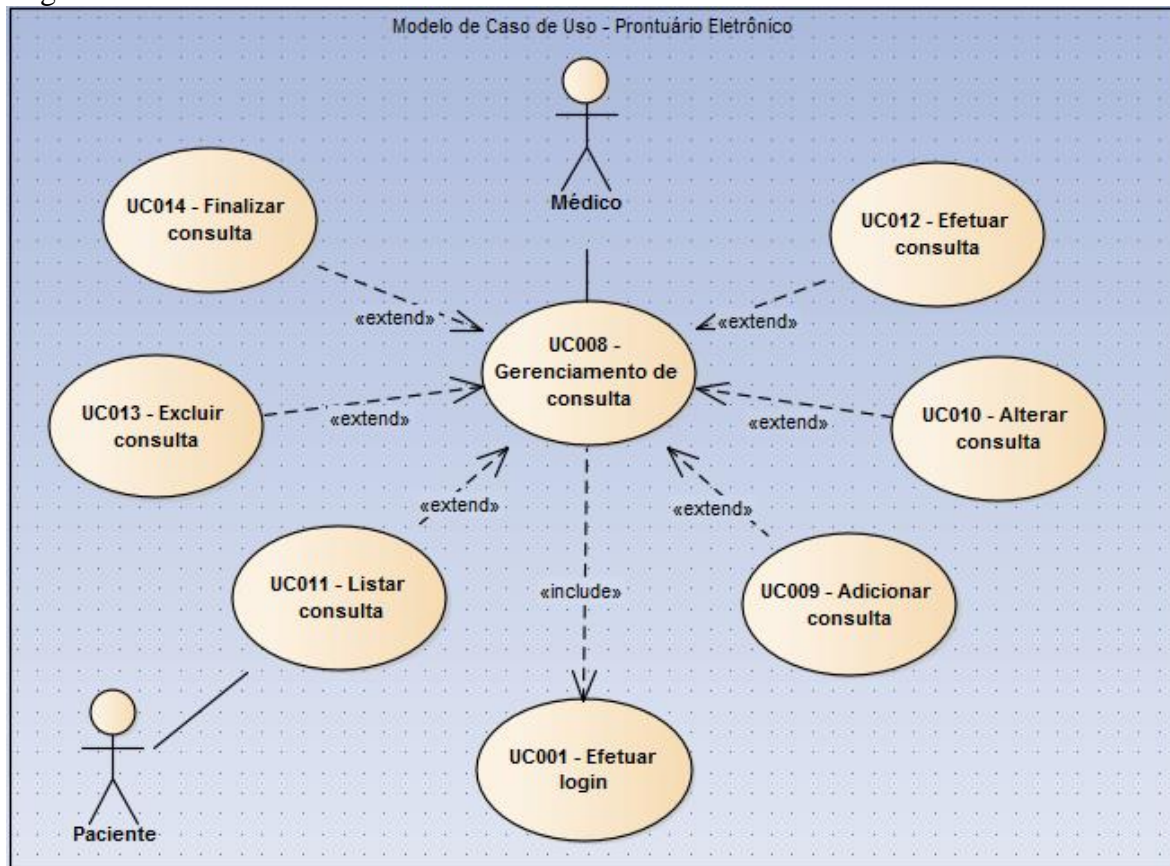 Modelo de Caso de Uso - Prontuário Eletrônico
Médico
UC014 - Finalizar
consulta
UC012 - Efetuar
consulta
«extend»
«extend»
UC008 -
Gerenciamento de
consulta
UC013 - Excluir
consulta
«extend»
UC010 - Alterar
consulta
«extend»
«extend»
«extend»
UC011 - Listar
consulta
«include»
UC009 - Adicionar
consulta
UC001 - Efetuar
login
Paciente